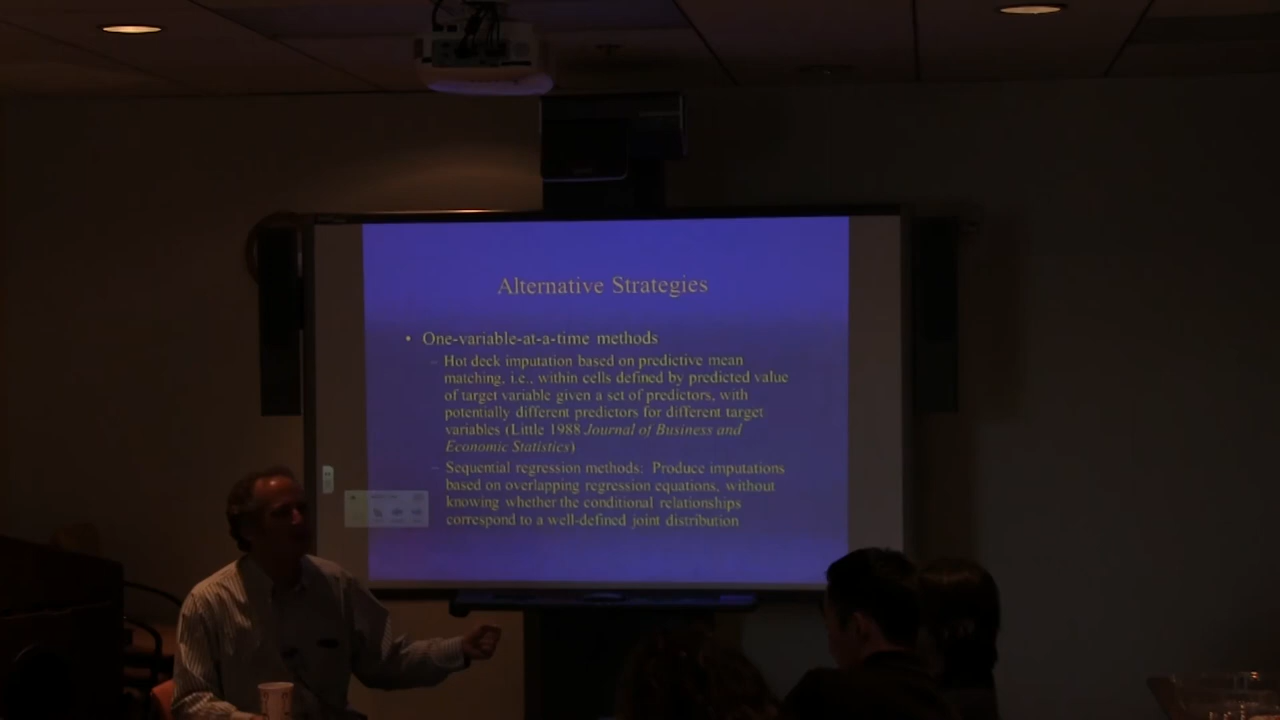 Alternative Strategies
• One-variable-at-a-time methods
– Hot deck imputation based on predictive mean
matching, i.e., within cells defined by predicted value
of target variable given a set of predictors, with
potentially different predictors for different target
variables (Little 1988 Journal of Business and
Economic Statistics)
– Sequential regression methods: Produce imputations
based on overlapping regression equations, without
knowing whether the conditional relationships
correspond to a well-defined joint distribution